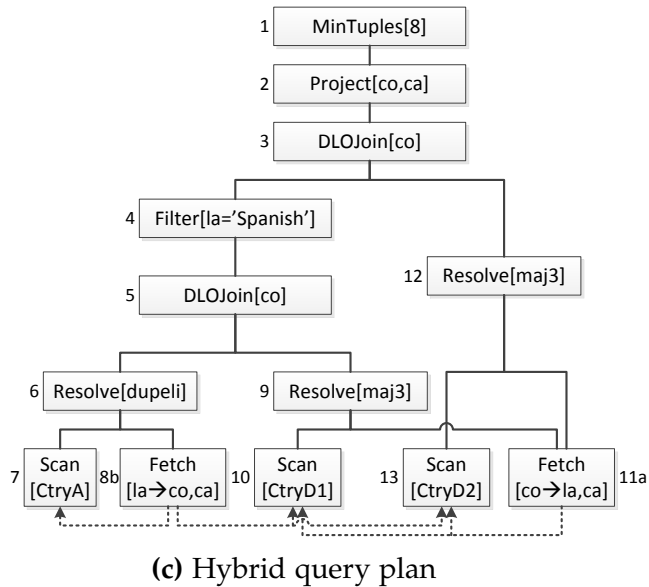 1 MinTuples[8]
2 Project[co,ca]
3 DLOJoin[co]
4 Filter[la='Spanish']
12 Resolve[maj3]
5 DLOJoin[co]
6 Resolve[dupeli]
9 Resolve[maj3]
7 Scan
[CtryA]
8b Fetch
[la→co,ca]
10 Scan
[CtryD1]
13 Scan
[CtryD2]
Fetch
[co→la,ca] 11a
(c) Hybrid query plan